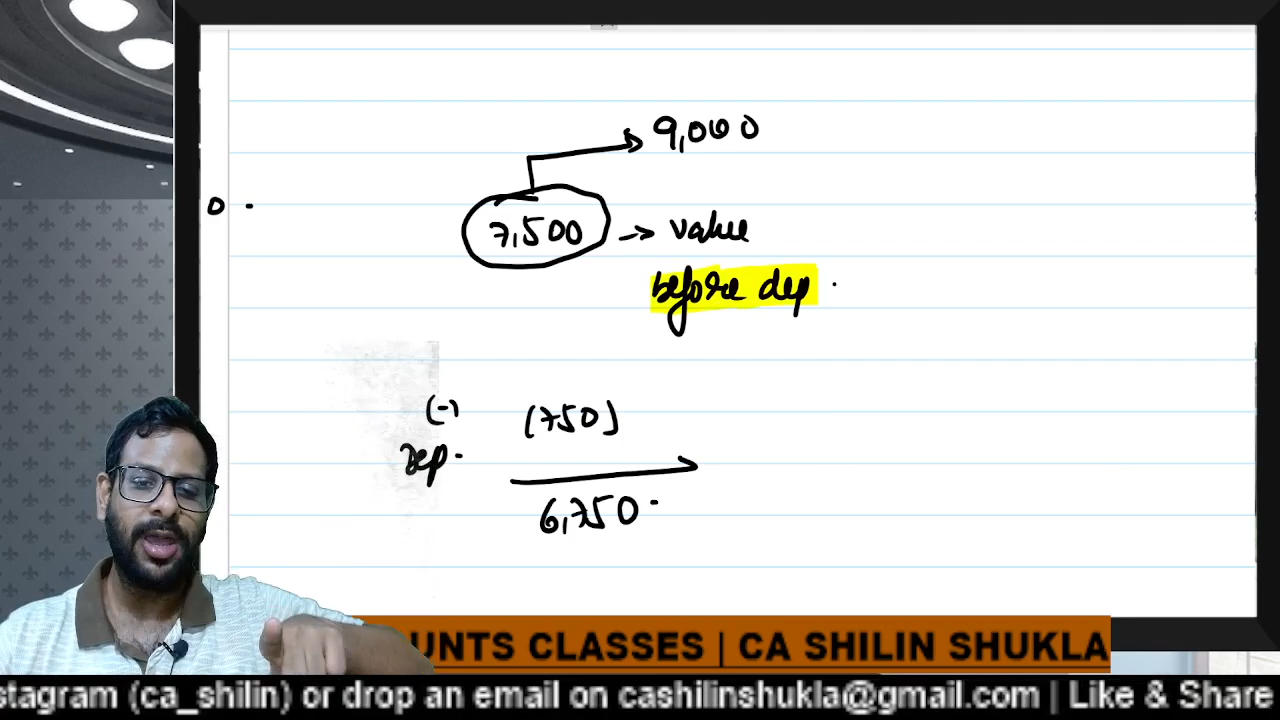 9,000
0.
7,500 → value
before dep.
(-) (750)
Dep.
6,750.
UNTS CLASSES | CA SHILIN SHUKLA
stagram (ca_shilin) or drop an email on cashilinshukla@gmail.com | Like & Share